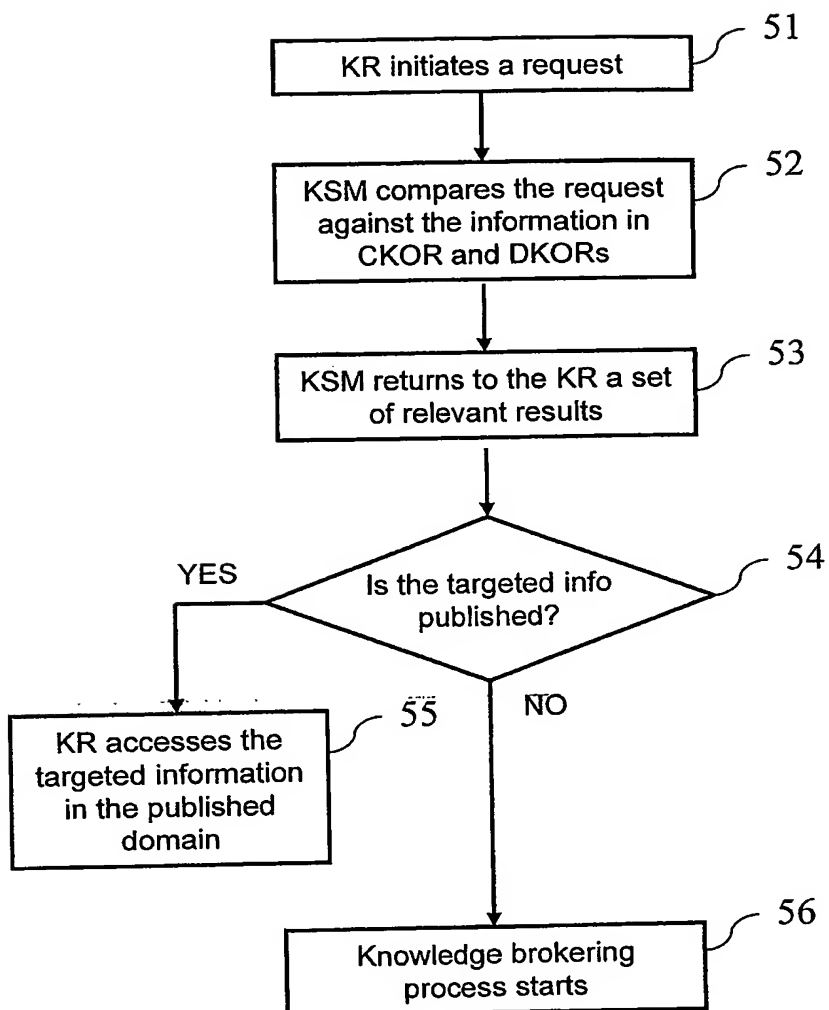 51
KR initiates a request
52
KSM compares the request
against the information in
CKOR and DKORs
53
KSM returns to the KR a set
of relevant results
54
YES
Is the targeted info
published?
55
NO
KR accesses the
targeted information
in the published
domain
56
Knowledge brokering
process starts